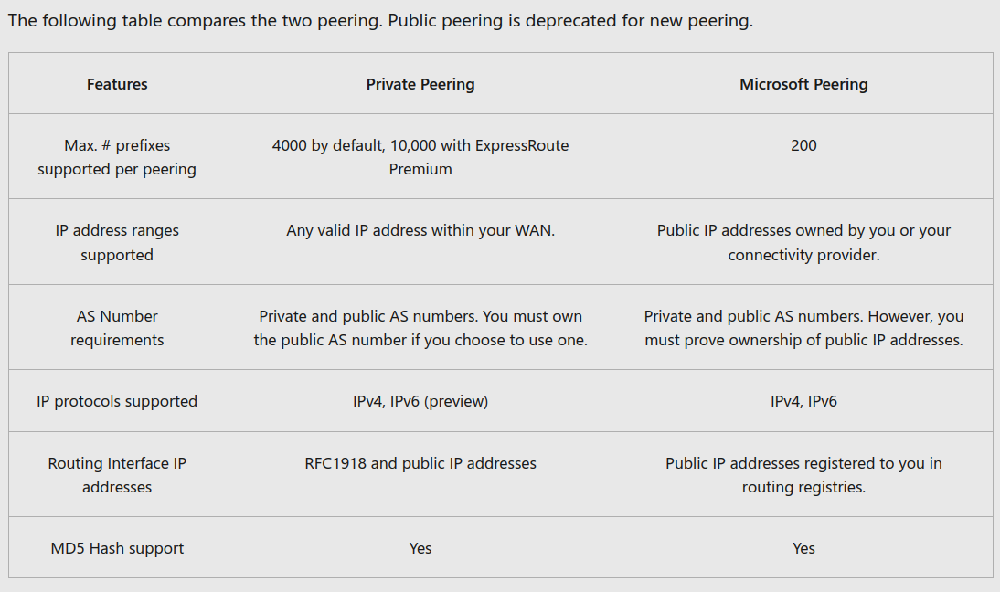 The following table compares the two peering. Public peering is deprecated for new peering.
Features Private Peering Microsoft Peering
Max. # prefixes
supported per peering
4000 by default, 10,000 with ExpressRoute
Premium
200
IP address ranges
supported
Any valid IP address within your WAN.
Public IP addresses owned by you or your
connectivity provider.
AS Number
requirements
Private and public AS numbers. You must own
the public AS number if you choose to use one.
Private and public AS numbers. However, you
must prove ownership of public IP addresses.
IP protocols supported
IPv4, IPv6 (preview)
IPv4, IPv6
Routing Interface IP
addresses
RFC1918 and public IP addresses
Public IP addresses registered to you in
routing registries.
MD5 Hash support
Yes
Yes